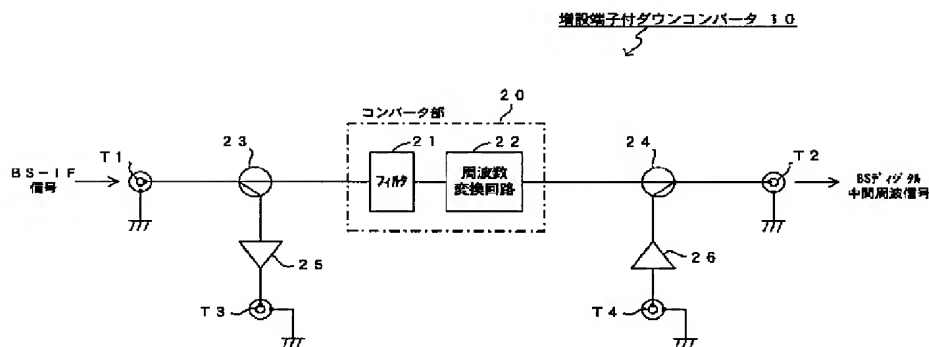 増設端子付ダウンコンバータ 10
20
コンバータ部
23
21
22
24
T1
T2
BS-IF
信号
フィルタ
周波数
変換回路
BSディジタル
中間周波信号
25
26
T3
T4